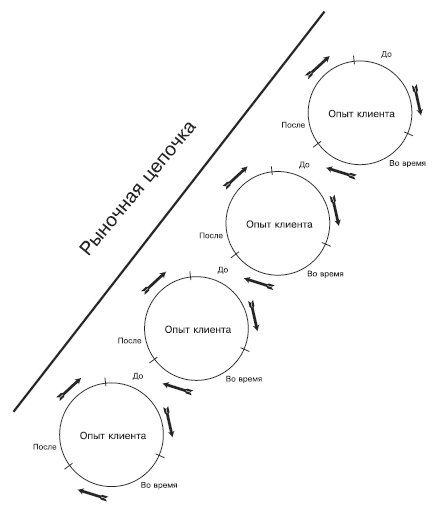 До
Опыт клиента
После
Во время
Рыночная цепочка
До
Опыт клиента
После
Во время
До
Опыт клиента
После
Во время
До
Опыт клиента
После
Во время